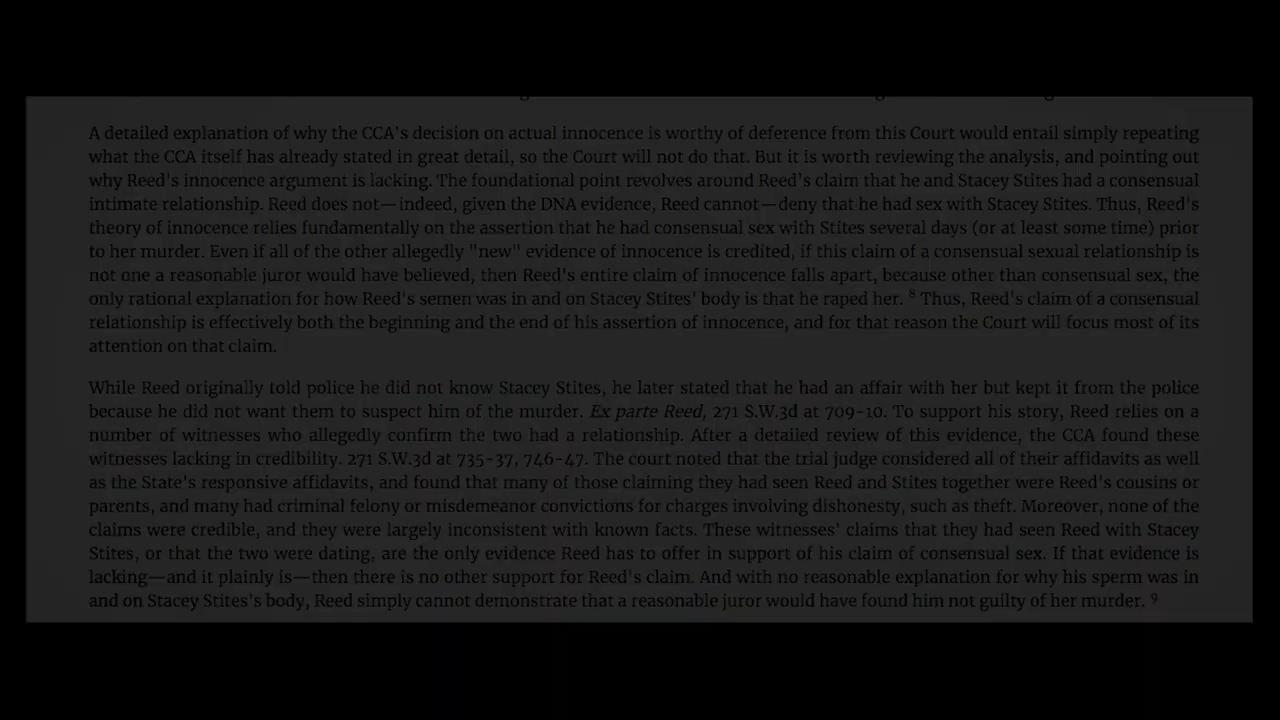 A detailed explanation of why the CCA's decision on actual innocence is worthy of deference from this Court would entail simply repeating
what the CCA itself has already stated in great detail, so the Court will not do that. But it is worth reviewing the analysis, and pointing out
why Reed's innocence argument is lacking. The foundational point revolves around Reed's claim that he and Stacey Stites had a consensual
intimate relationship. Reed does not—indeed, given the DNA evidence, Reed cannot—deny that he had sex with Stacey Stites. Thus, Reed's
theory of innocence relies fundamentally on the assertion that he had consensual sex with Stites several days (or at least some time) prior
to her murder. Even if all of the other allegedly "new" evidence of innocence is credited, if this claim of a consensual sexual relationship is
not one a reasonable juror would have believed, then Reed's entire claim of innocence falls apart, because other than consensual sex, the
only rational explanation for how Reed's semen was in and on Stacey Stites' body is that he raped her. 8 Thus, Reed's claim of a consensual
relationship is effectively both the beginning and the end of his assertion of innocence, and for that reason the Court will focus most of its
attention on that claim.
While Reed originally told police he did not know Stacey Stites, he later stated that he had an affair with her but kept it from the police
because he did not want them to suspect him of the murder. Ex parte Reed, 271 S.W.3d at 709-10. To support his story, Reed relies on a
number of witnesses who allegedly confirm the two had a relationship. After a detailed review of this evidence, the CCA found these
witnesses lacking in credibility. 271 S.W.3d at 735-37, 746-47. The court noted that the trial judge considered all of their affidavits as well
as the State's responsive affidavits, and found that many of those claiming they had seen Reed and Stites together were Reed's cousins or
parents, and many had criminal felony or misdemeanor convictions for charges involving dishonesty, such as theft. Moreover, none of the
claims were credible, and they were largely inconsistent with known facts. These witnesses' claims that they had seen Reed with Stacey
Stites, or that the two were dating, are the only evidence Reed has to offer in support of his claim of consensual sex. If that evidence is
lacking—and it plainly is—then there is no other support for Reed's claim. And with no reasonable explanation for why his sperm was in
and on Stacey Stites's body, Reed simply cannot demonstrate that a reasonable juror would have found him not guilty of her murder. 9